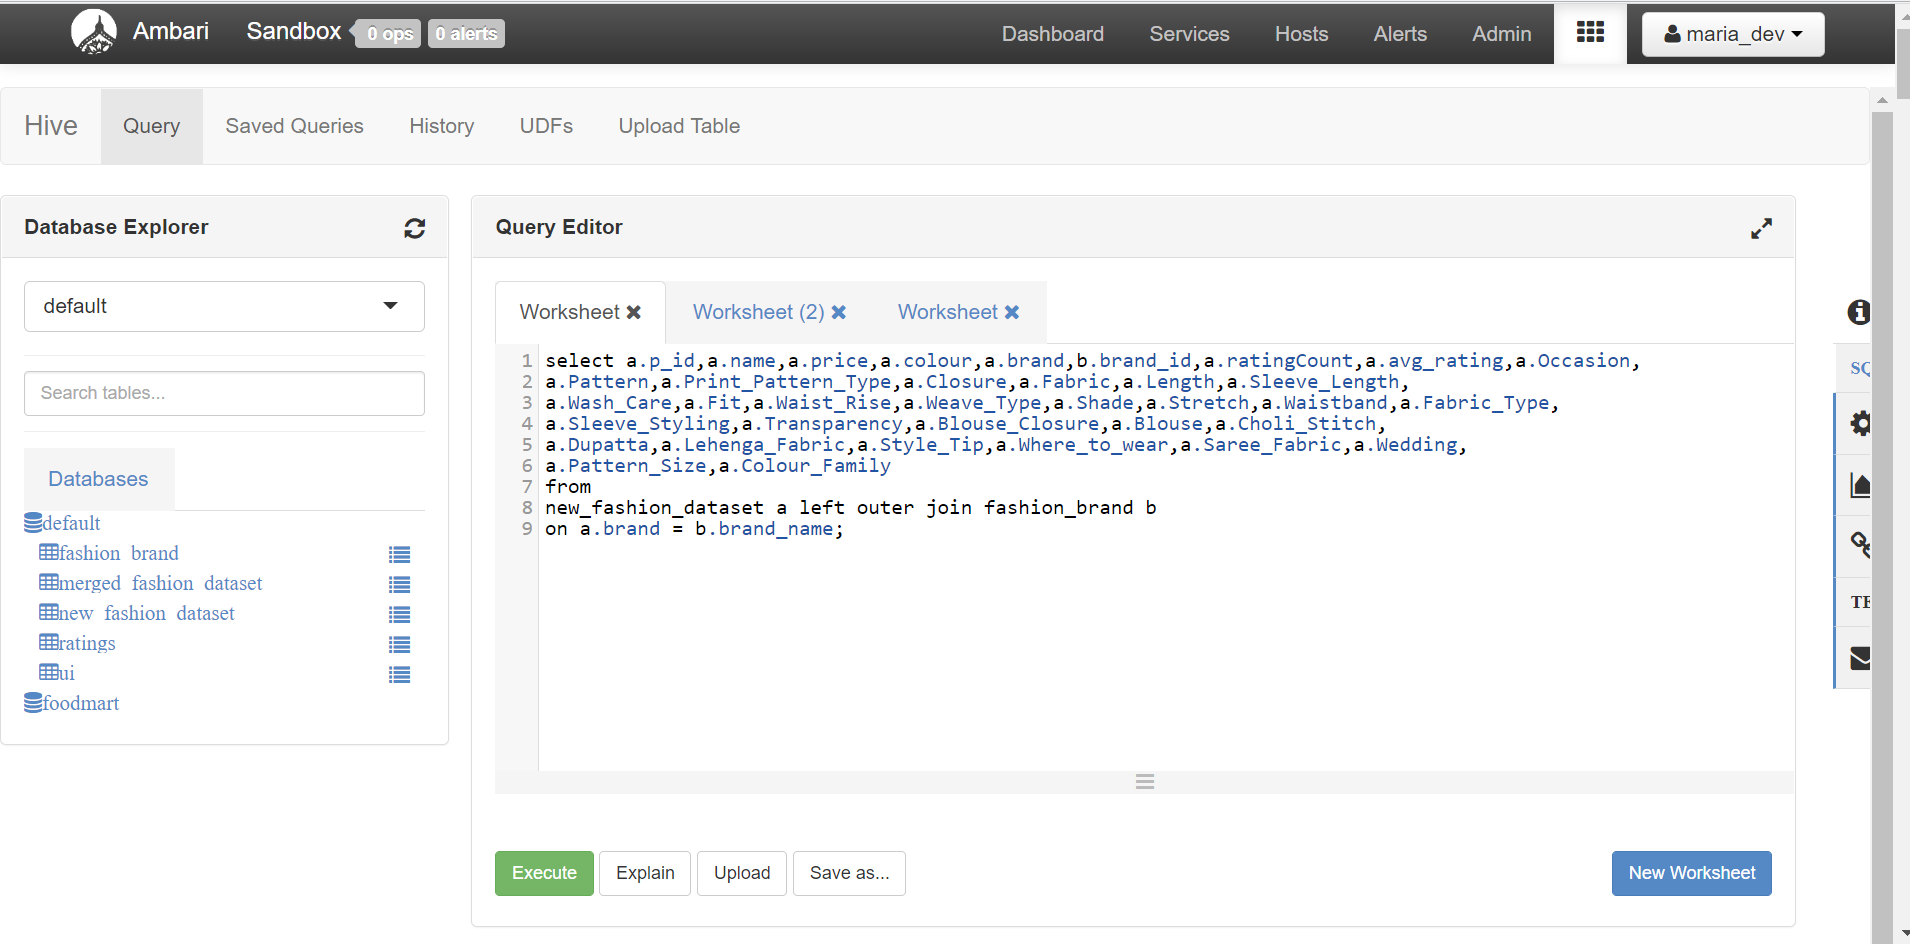 Ambari Sandbox 0 ops 0 alerts Dashboard Services Hosts Alerts Admin maria_dev
Hive Query Saved Queries History UDFs Upload Table
Database Explorer
default
Search tables...
Databases
default
fashion_brand
merged_fashion_dataset
new_fashion_dataset
ratings
ui
foodmart
Query Editor
Worksheet Worksheet (2) Worksheet
1 select a.p_id,a.name,a.price,a.colour,a.brand,b.brand_id,a.ratingCount,a.avg_rating,a.Occasion,
2 a.Pattern,a.Print_Pattern_Type,a.Closure,a.Fabric,a.Length,a.Sleeve_Length,
3 a.Wash_Care,a.Fit,a.Waist_Rise,a.Weave_Type,a.Shade,a.Stretch,a.Waistband,a.Fabric_Type,
4 a.Sleeve_Styling,a.Transparency,a.Blouse_Closure,a.Blouse,a.Choli_Stitch,
5 a.Dupatta,a.Lehenga_Fabric,a.Style_Tip,a.Where_to_wear,a.Saree_Fabric,a.Wedding,
6 a.Pattern_Size,a.Colour_Family
7 from
8 new_fashion_dataset a left outer join fashion_brand b
9 on a.brand = b.brand_name;
Execute Explain Upload Save as... New Worksheet